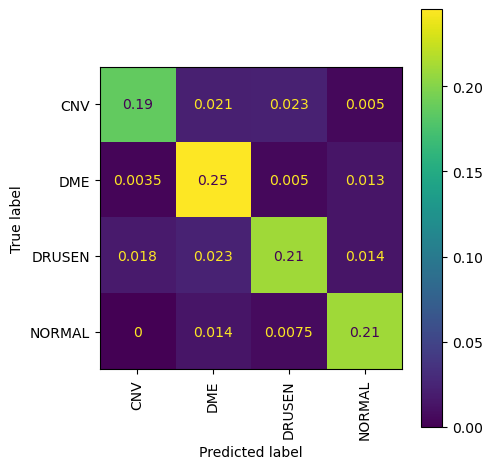 CNV 0.19 0.021 0.023 0.005
DME 0.0035 0.25 0.005 0.013
DRUSEN 0.018 0.023 0.21 0.014
NORMAL 0 0.014 0.0075 0.21
True label
CNV DME DRUSEN NORMAL
Predicted label
0.20
0.15
0.10
0.05
0.00